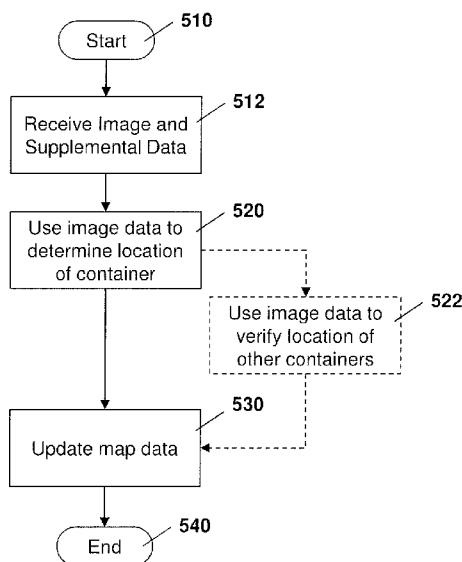 510
Start
512
Receive Image and
Supplemental Data
520
Use image data to
determine location
of container
522
Use image data to
verify location of
other containers
530
Update map data
540
End